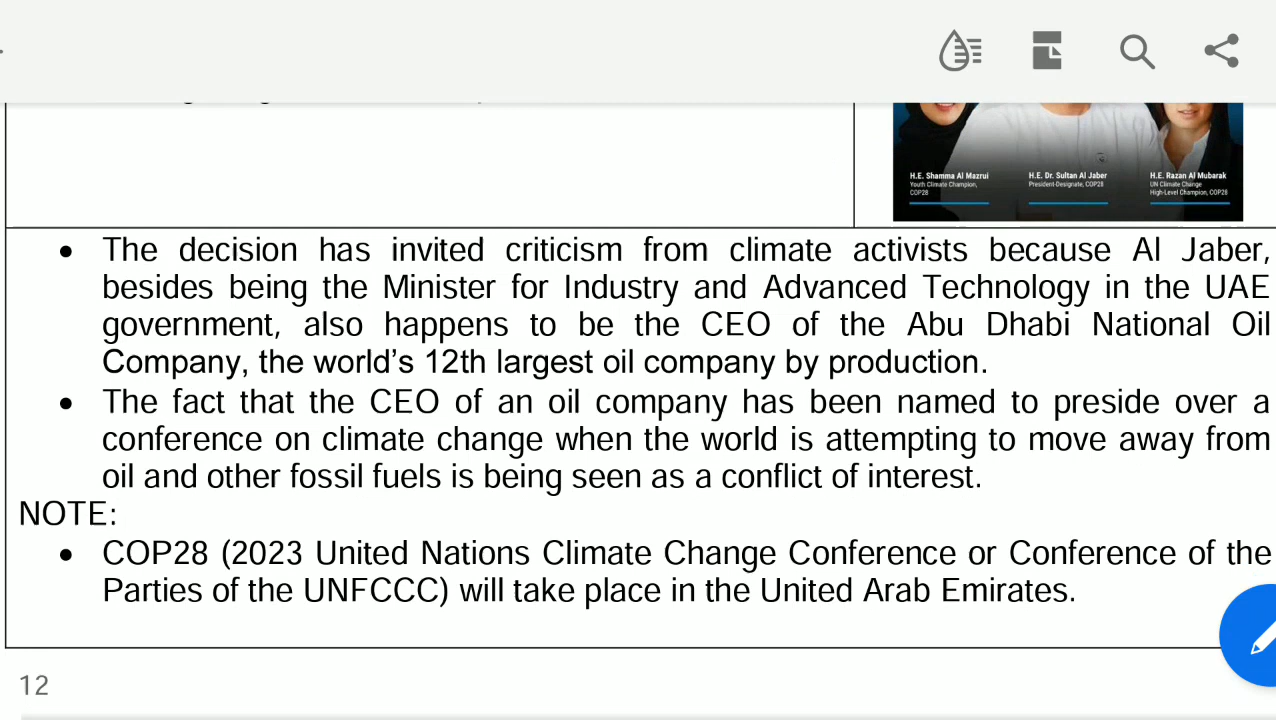 H.E. Shamma Al Mazrui
Youth Climate Champion,
COP28
H.E. Dr. Sultan Al Jaber
President-Designate, COP28
H.E. Razan Al Mubarak
UN Climate Change
High-Level Champion, COP28
• The decision has invited criticism from climate activists because Al Jaber,
besides being the Minister for Industry and Advanced Technology in the UAE
government, also happens to be the CEO of the Abu Dhabi National Oil
Company, the world’s 12th largest oil company by production.
• The fact that the CEO of an oil company has been named to preside over a
conference on climate change when the world is attempting to move away from
oil and other fossil fuels is being seen as a conflict of interest.
NOTE:
• COP28 (2023 United Nations Climate Change Conference or Conference of the
Parties of the UNFCCC) will take place in the United Arab Emirates.
12